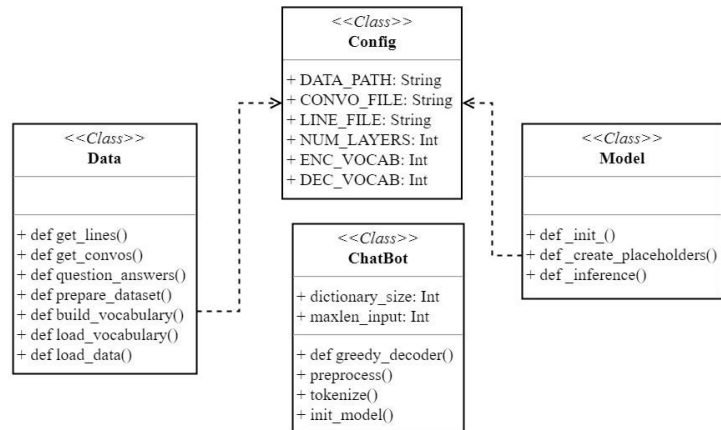 <<Class>>
Config
+ DATA_PATH: String
+ CONVO_FILE: String
+ LINE_FILE: String
+ NUM_LAYERS: Int
+ ENC_VOCAB: Int
+ DEC_VOCAB: Int
<<Class>>
Data
+ def get_lines()
+ def get_convos()
+ def question_answers()
+ def prepare_dataset()
+ def build_vocabulary()
+ def load_vocabulary()
+ def load_data()
<<Class>>
ChatBot
+ dictionary_size: Int
+ maxlen_input: Int
+ def greedy_decoder()
+ preprocess()
+ tokenize()
+ init_model()
<<Class>>
Model
+ def _init_()
+ def _create_placeholders()
+ def _inference()